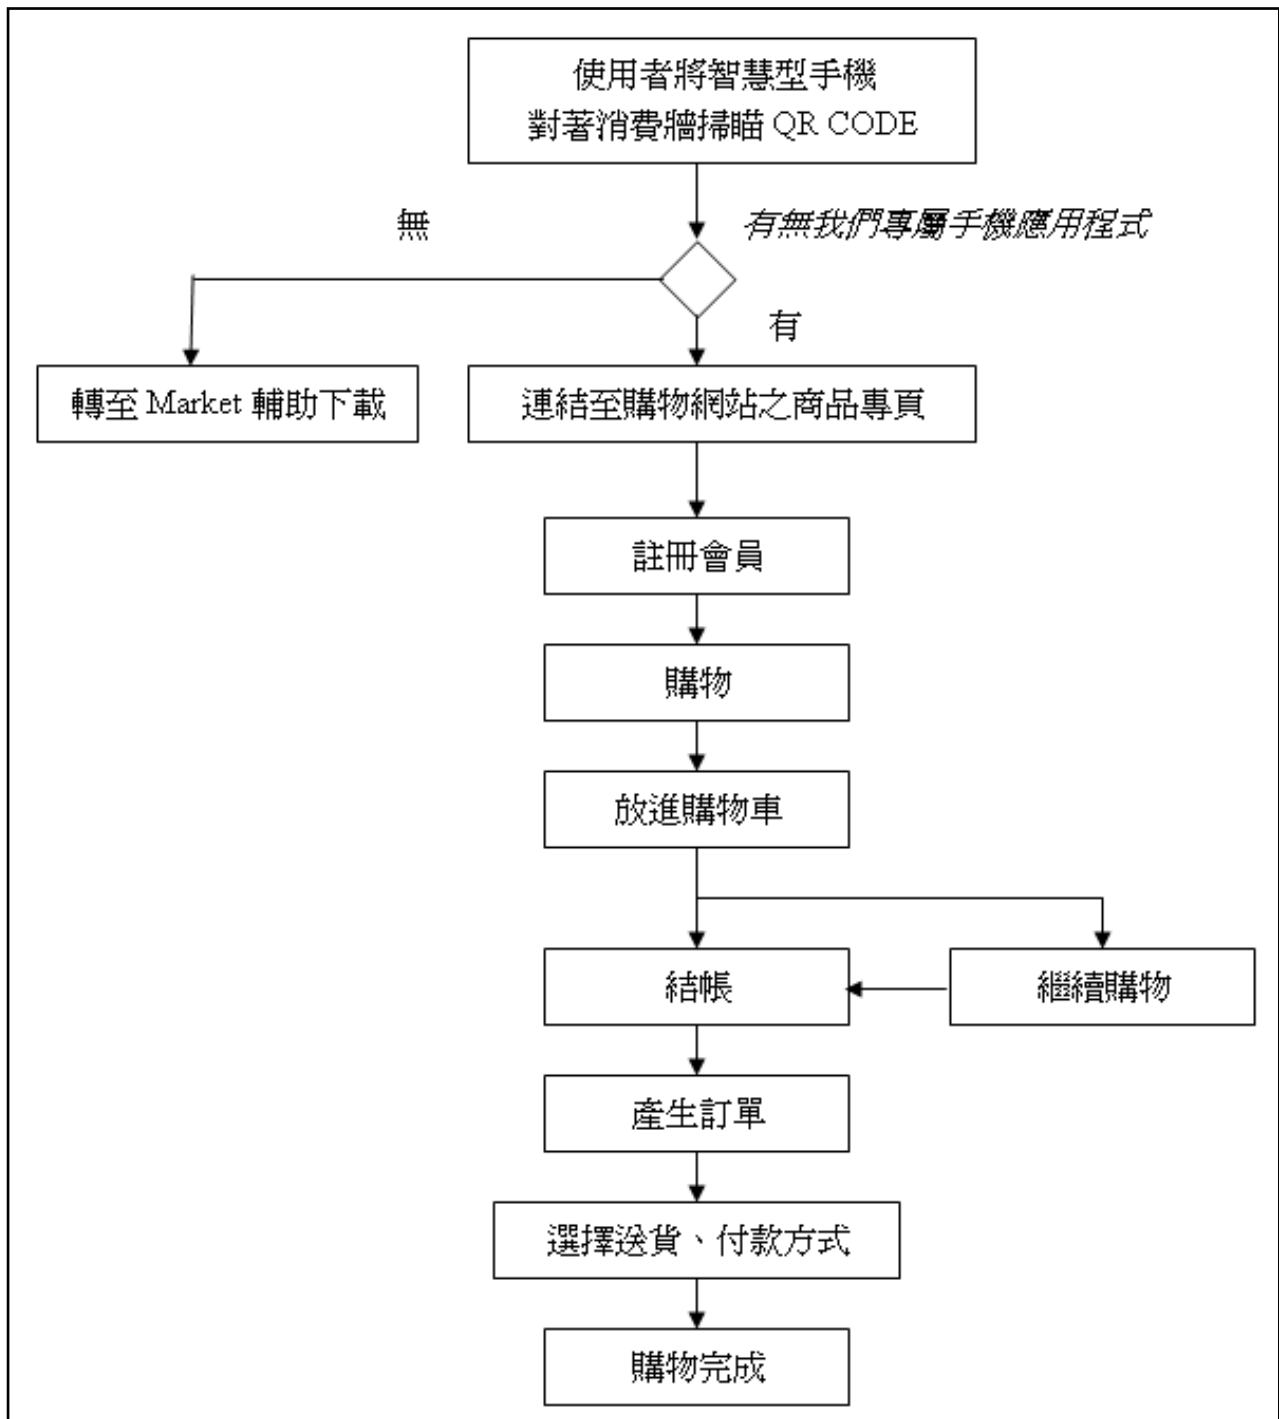 使用者將智慧型手機
對著消費牆掃瞄 QR CODE
無
有無我們專屬手機應用程式
有
轉至 Market 輔助下載
連結至購物網站之商品專頁
註冊會員
購物
放進購物車
結帳
繼續購物
產生訂單
選擇送貨、付款方式
購物完成